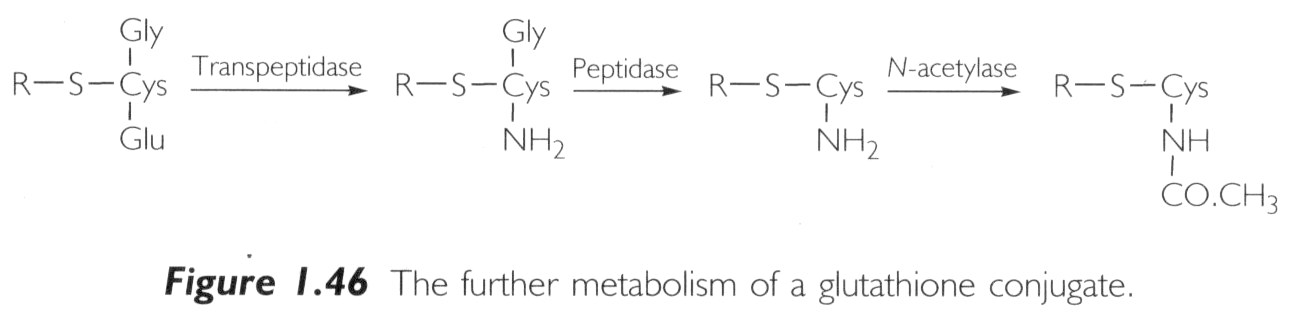 Gly Gly
Transpeptidase Peptidase N-acetylase
R—S—Cys R—S—Cys R—S—Cys R—S—Cys
Glu NH₂ NH₂ NH
CO.CH₃
Figure 1.46 The further metabolism of a glutathione conjugate.